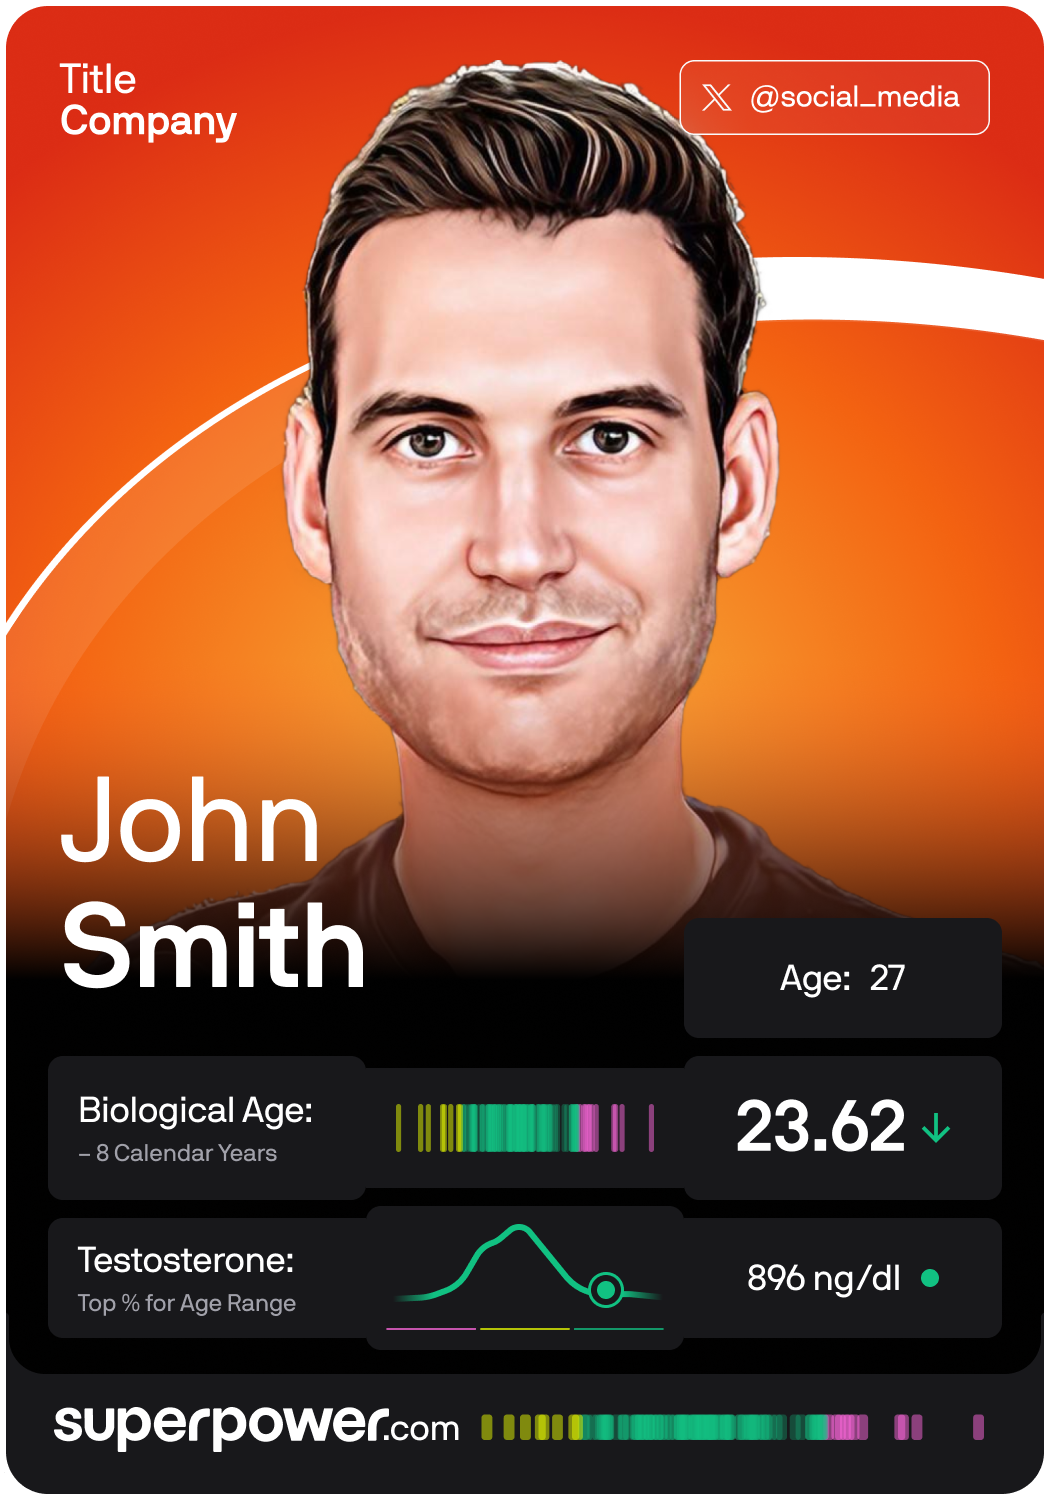 Title
Company
@social_media
John
Smith
Age: 27
Biological Age:
– 8 Calendar Years
23.62
Testosterone:
Top % for Age Range
896 ng/dl
superpower.com